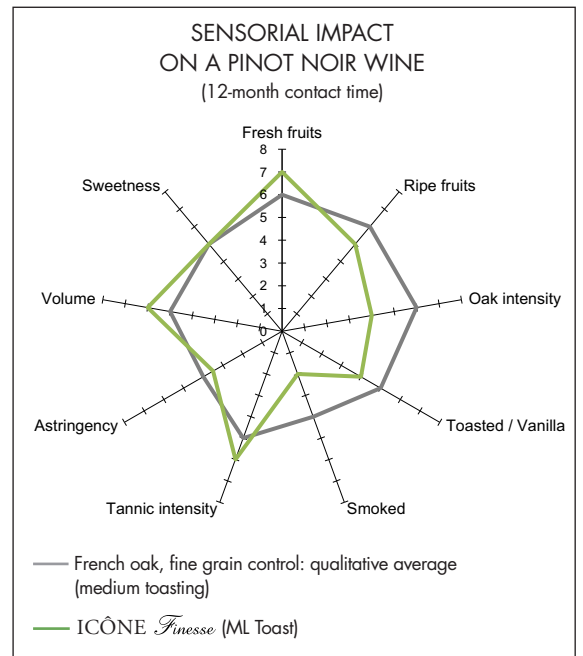 SENSORIAL IMPACT
ON A PINOT NOIR WINE
(12-month contact time)
Fresh fruits
8
7
6
5
4
3
2
1
0
Sweetness
Ripe fruits
Volume
Oak intensity
Astringency
Toasted / Vanilla
Tannic intensity
Smoked
French oak, fine grain control: qualitative average
(medium toasting)
ICÔNE Finesse (ML Toast)